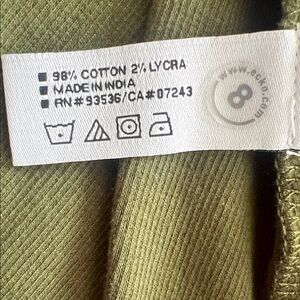 98% COTTON 2% LYCRA
MADE IN INDIA
RN#93536/CA#07243
www.ecko.com
8